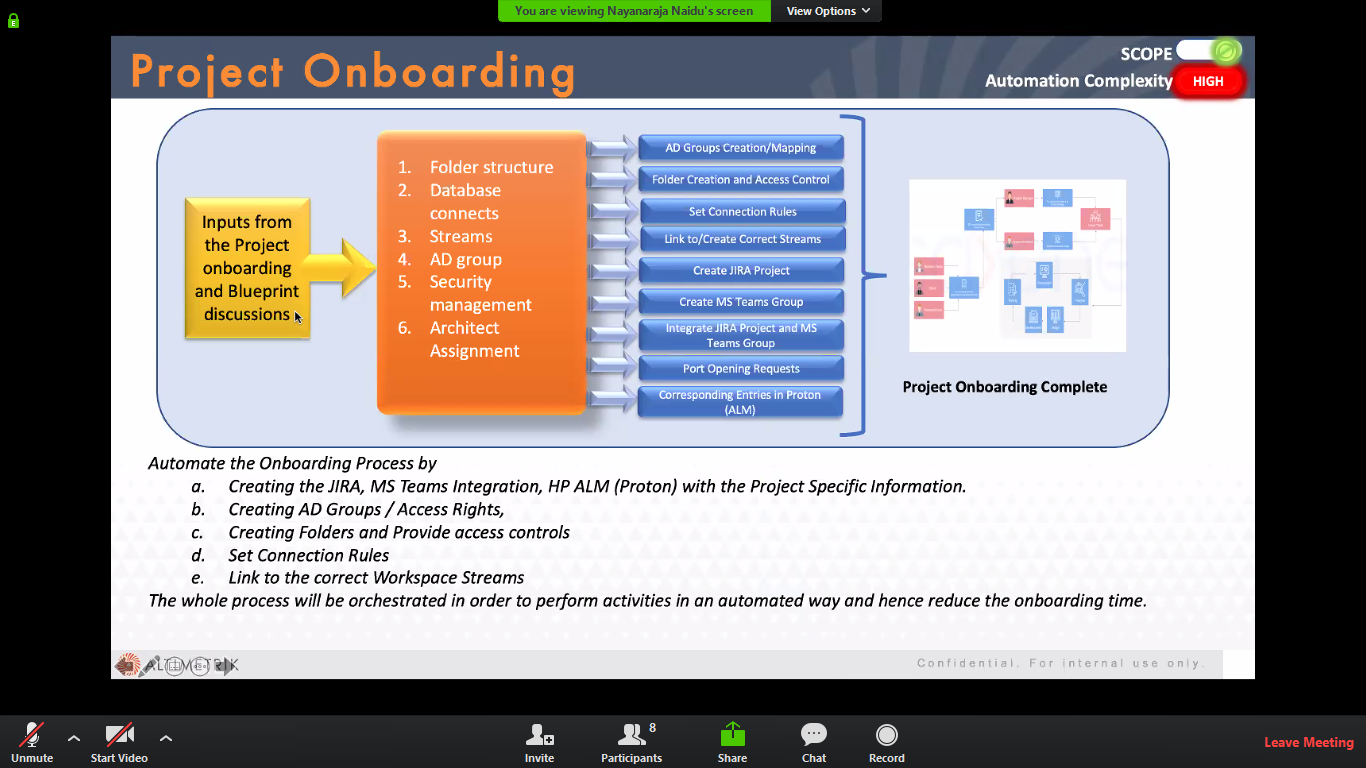 You are viewing Nayanaraja Naidu's screen
View Options
Project Onboarding
SCOPE
Automation Complexity
HIGH
Inputs from
the Project
onboarding
and Blueprint
discussions
1. Folder structure
2. Database
connects
3. Streams
4. AD group
5. Security
management
6. Architect
Assignment
AD Groups Creation/Mapping
Folder Creation and Access Control
Set Connection Rules
Link to/Create Correct Streams
Create JIRA Project
Create MS Teams Group
Integrate JIRA Project and MS
Teams Group
Port Opening Requests
Corresponding Entries in Proton
(ALM)
Project Onboarding Complete
Automate the Onboarding Process by
a. Creating the JIRA, MS Teams Integration, HP ALM (Proton) with the Project Specific Information.
b. Creating AD Groups / Access Rights,
c. Creating Folders and Provide access controls
d. Set Connection Rules
e. Link to the correct Workspace Streams
The whole process will be orchestrated in order to perform activities in an automated way and hence reduce the onboarding time.
ALTIMETRIK
Confidential. For internal use only.
Unmute
Start Video
Invite
Participants
8
Share
Chat
Record
Leave Meeting